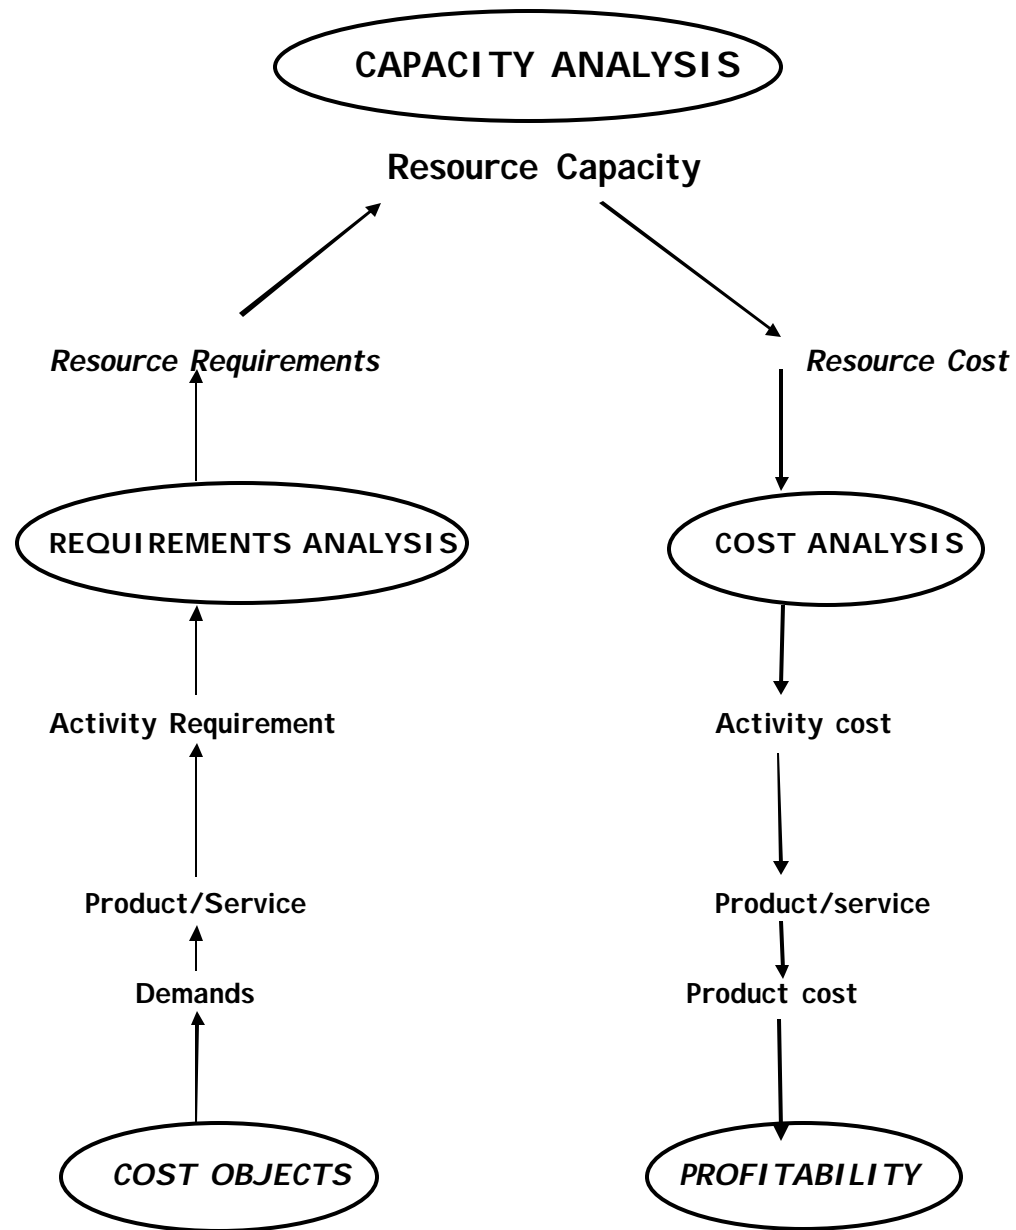 CAPACITY ANALYSIS
Resource Capacity
Resource Requirements
Resource Cost
REQUIREMENTS ANALYSIS
COST ANALYSIS
Activity Requirement
Activity cost
Product/Service
Product/service
Demands
Product cost
COST OBJECTS
PROFITABILITY